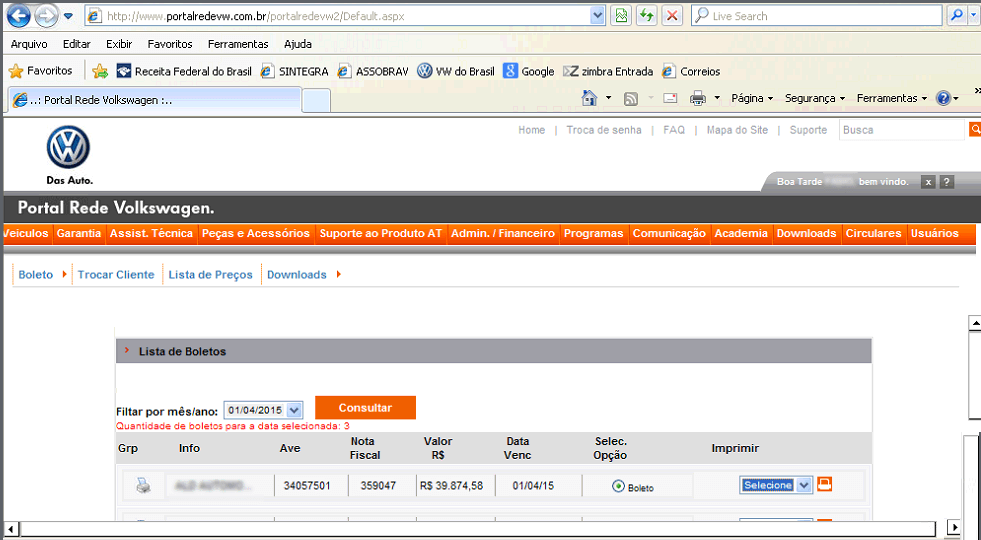 http://www.portalredevw.com.br/portalredevw2/Default.aspx Live Search
Arquivo Editar Exibir Favoritos Ferramentas Ajuda
Favoritos Receita Federal do Brasil SINTEGRA ASSOBRAV VW do Brasil Google zimbra Entrada Correios
..: Portal Rede Volkswagen :.. Página Segurança Ferramentas
Home | Troca de senha | FAQ | Mapa do Site | Suporte Busca
Das Auto.
Boa Tarde bem vindo. x ?
Portal Rede Volkswagen.
Veiculos Garantia Assist. Técnica Peças e Acessórios Suporte ao Produto AT Admin. / Financeiro Programas Comunicação Academia Downloads Circulares Usuários
Boleto Trocar Cliente Lista de Preços Downloads
Lista de Boletos
Filtar por mês/ano: 01/04/2015 Consultar
Quantidade de boletos para a data selecionada: 3
Grp Info Ave Nota Fiscal Valor R$ Data Venc Selec. Opção Imprimir
34057501 359047 R$ 39.874,58 01/04/15 Boleto Selecione